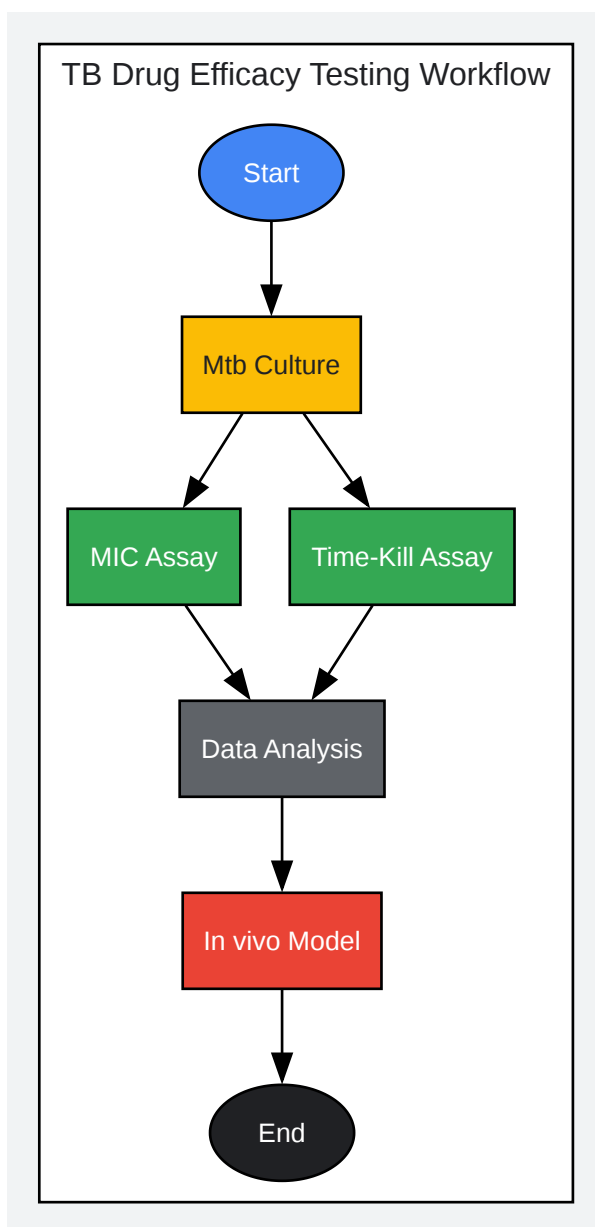 TB Drug Efficacy Testing Workflow
Start
Mtb Culture
MIC Assay
Time-Kill Assay
Data Analysis
In vivo Model
End